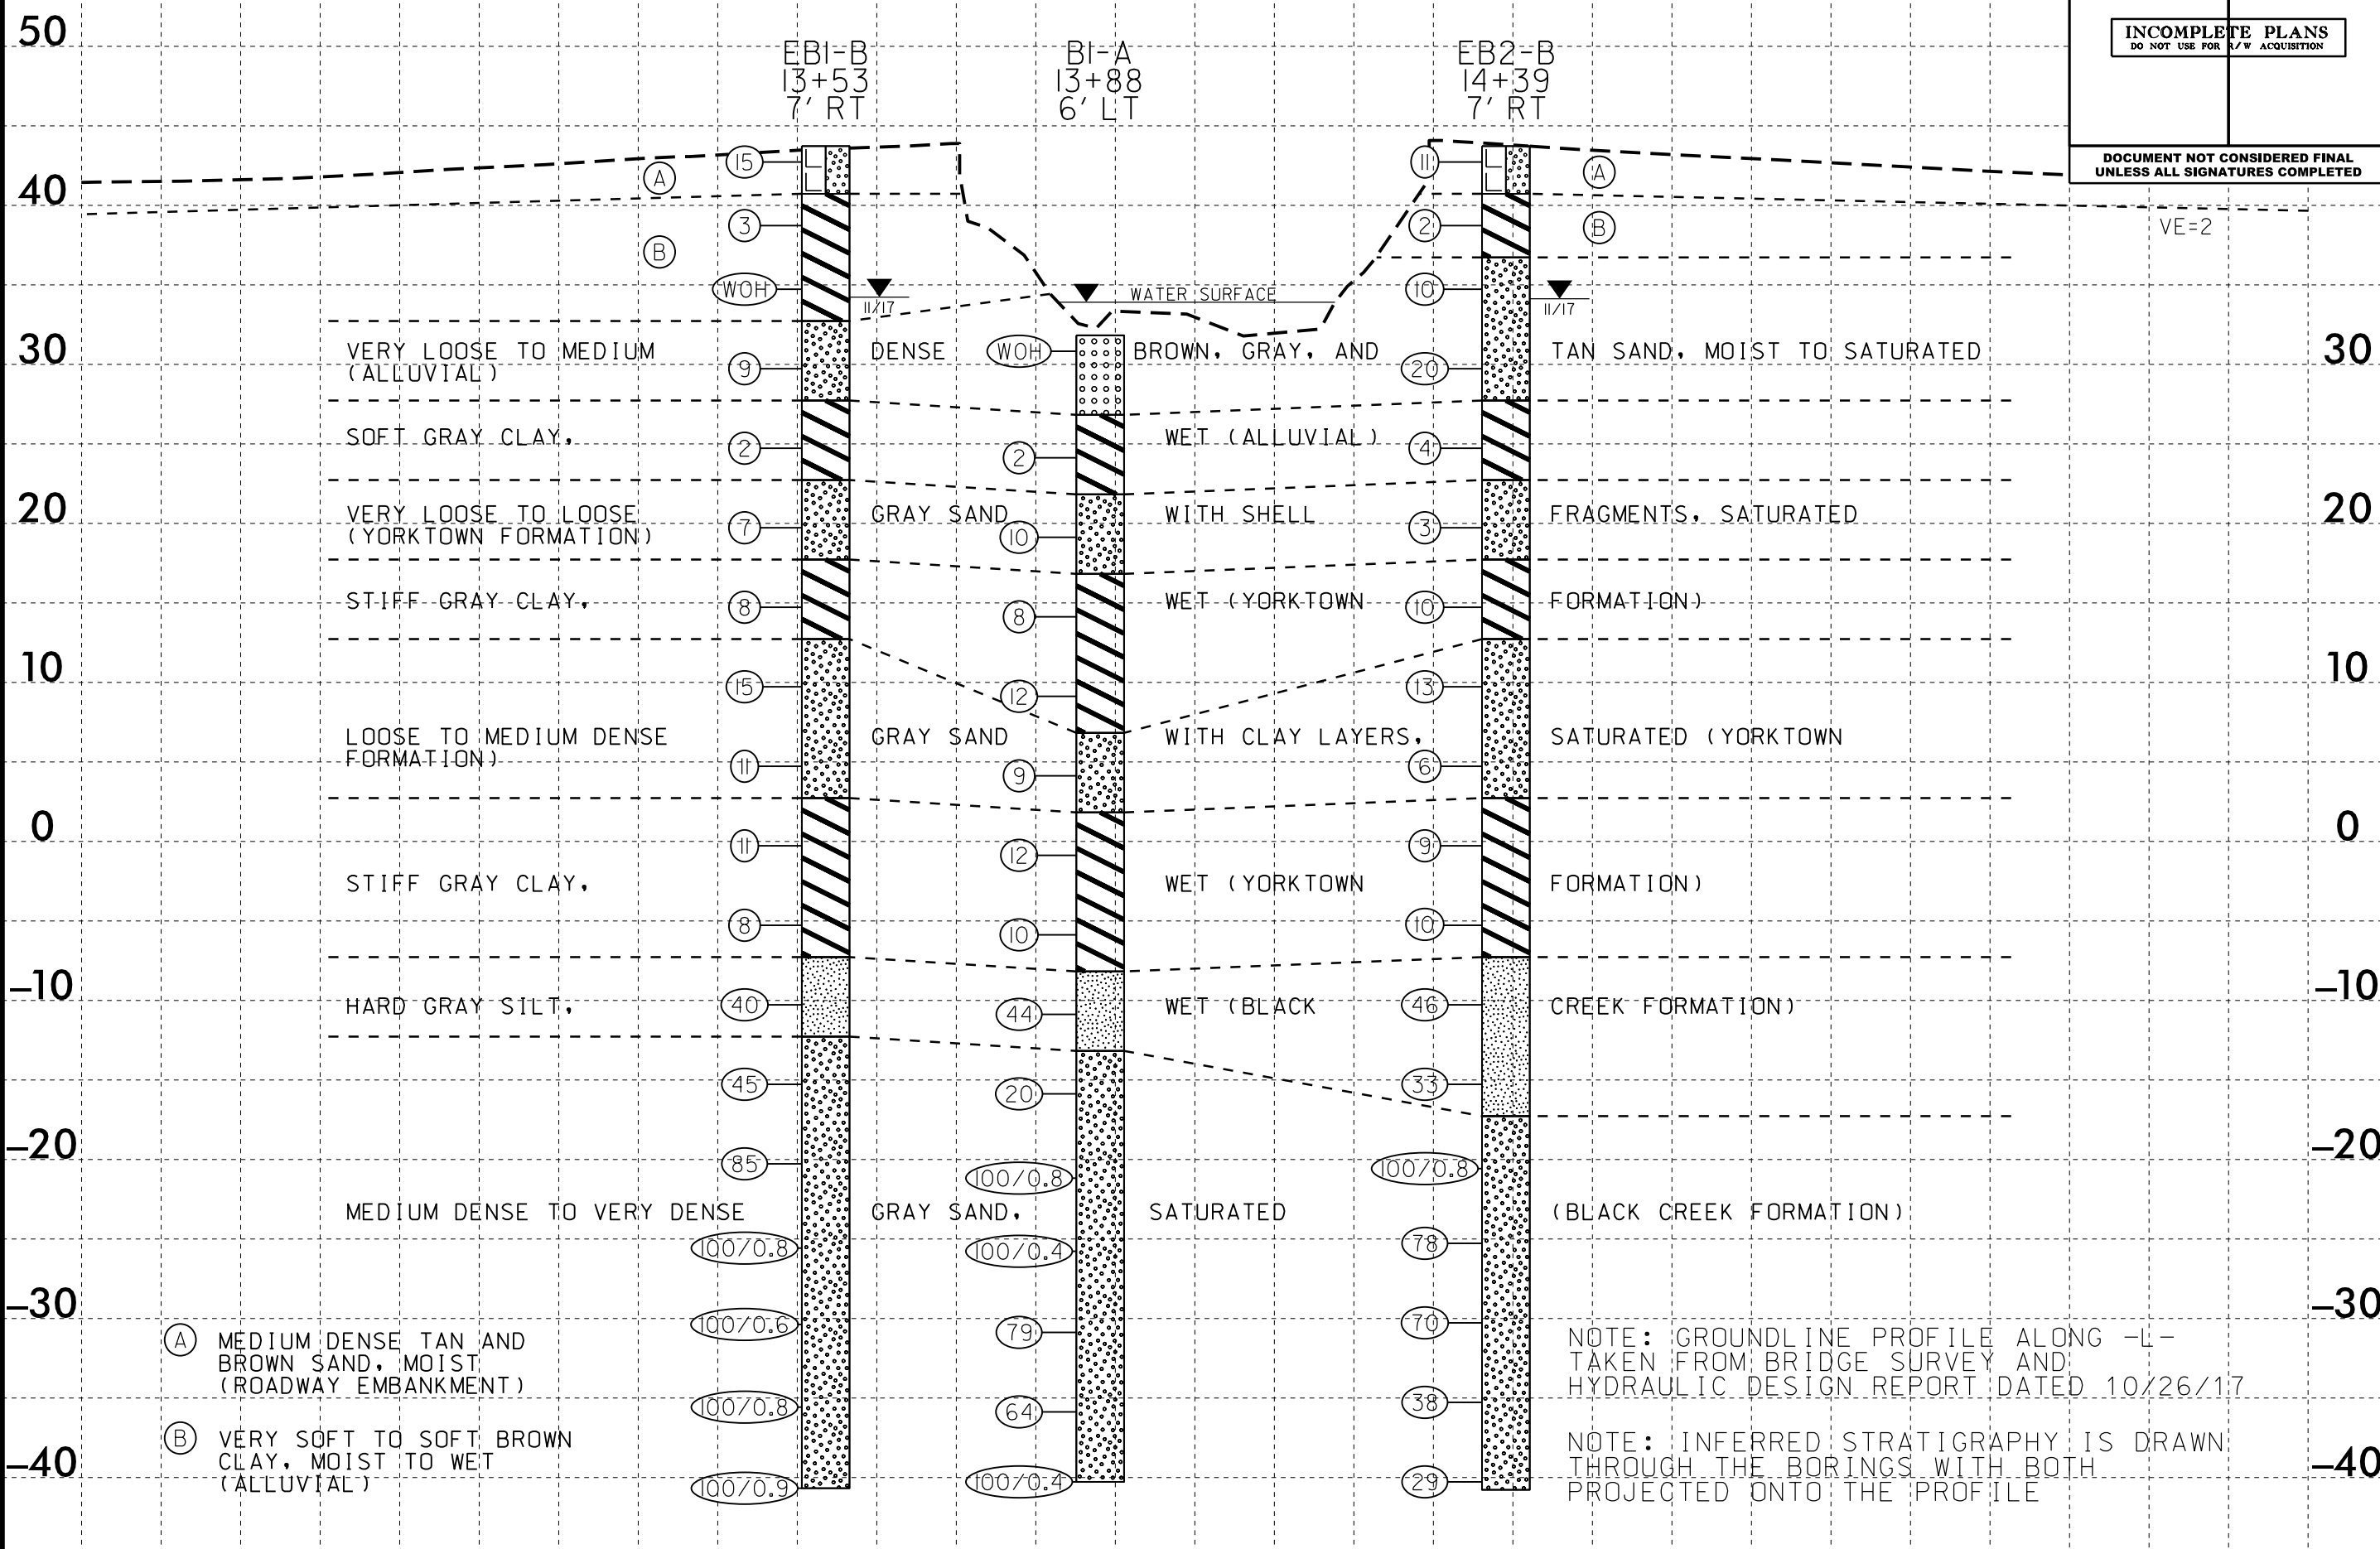 50
EB1-B
13+53
7' RT
B1-A
13+88
6' LT
EB2-B
14+39
7' RT
INCOMPLETE PLANS
DO NOT USE FOR R/W ACQUISITION
DOCUMENT NOT CONSIDERED FINAL
UNLESS ALL SIGNATURES COMPLETED
15
11
A
A
40
3
2
B
B
VE=2
WOH
10
11/17
WATER SURFACE
11/17
30
VERY LOOSE TO MEDIUM
(ALLUVIAL)
9
DENSE
WOH
BROWN, GRAY, AND
20
TAN SAND, MOIST TO SATURATED
30
SOFT GRAY CLAY,
2
2
WET (ALLUVIAL)
4
20
VERY LOOSE TO LOOSE
(YORKTOWN FORMATION)
7
GRAY SAND
10
WITH SHELL
3
FRAGMENTS, SATURATED
20
STIFF GRAY CLAY,
8
8
WET (YORKTOWN
10
FORMATION)
10
15
12
13
10
LOOSE TO MEDIUM DENSE
FORMATION)
11
GRAY SAND
9
WITH CLAY LAYERS,
6
SATURATED (YORKTOWN
0
11
12
9
0
STIFF GRAY CLAY,
8
10
WET (YORKTOWN
10
FORMATION)
-10
HARD GRAY SILT,
40
44
WET (BLACK
46
CREEK FORMATION)
-10
45
20
33
-20
85
100/0.8
100/0.8
-20
MEDIUM DENSE TO VERY DENSE
GRAY SAND,
SATURATED
(BLACK CREEK FORMATION)
100/0.8
100/0.4
78
-30
100/0.6
79
70
-30
A
MEDIUM DENSE TAN AND
BROWN SAND, MOIST
(ROADWAY EMBANKMENT)
NOTE: GROUNDLINE PROFILE ALONG -L-
TAKEN FROM BRIDGE SURVEY AND
HYDRAULIC DESIGN REPORT DATED 10/26/17
100/0.8
64
38
B
VERY SOFT TO SOFT BROWN
CLAY, MOIST TO WET
(ALLUVIAL)
NOTE: INFERRED STRATIGRAPHY IS DRAWN
THROUGH THE BORINGS WITH BOTH
PROJECTED ONTO THE PROFILE
-40
100/0.9
100/0.4
29
-40